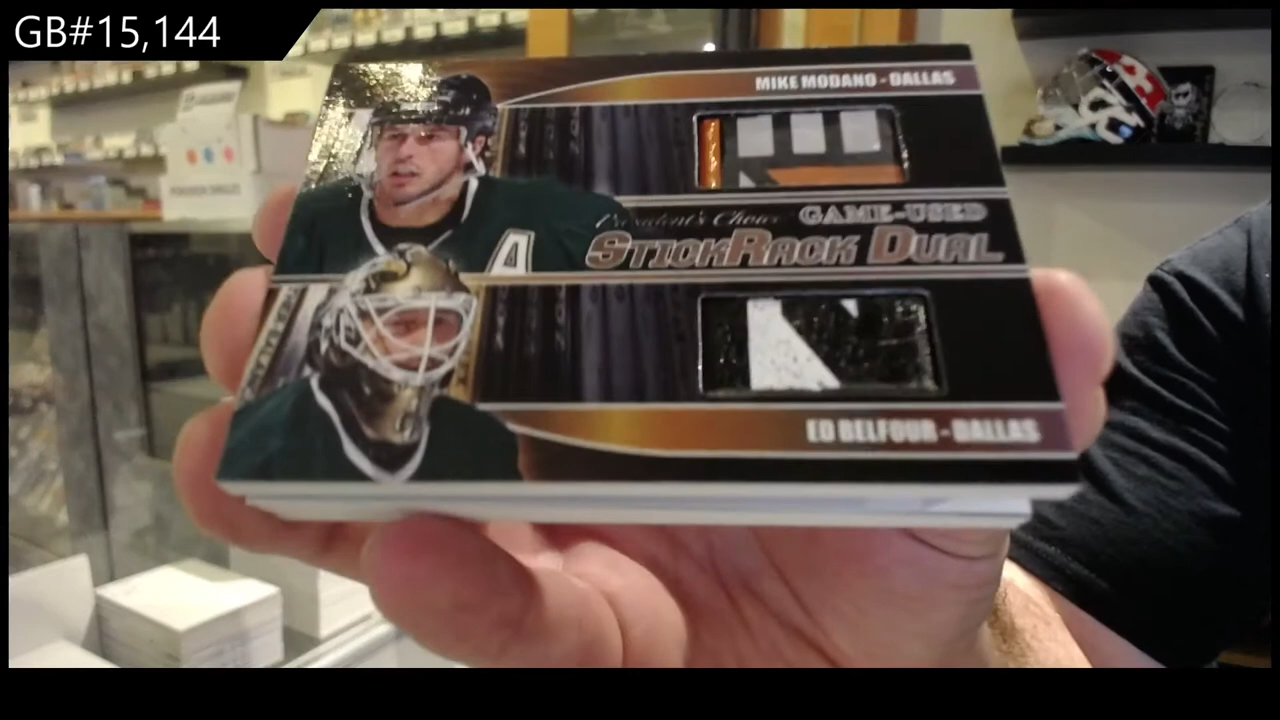 GB#15,144
MIKE MODANO - DALLAS
President's Choice GAME-USED
STICKRACK DUAL
A
ED BELFOUR - DALLAS